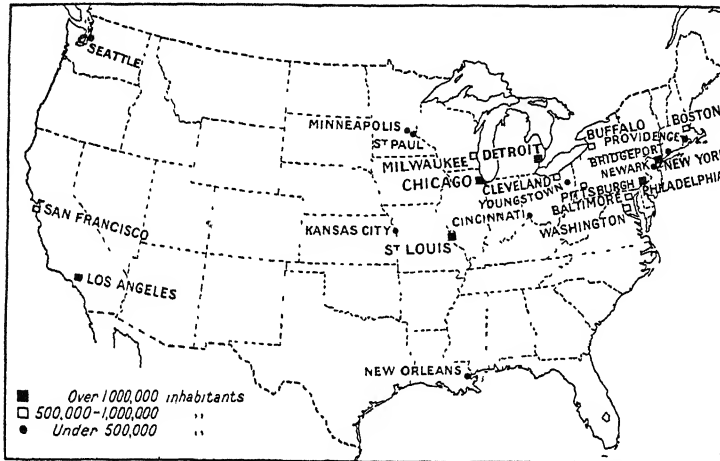 SEATTLE
MINNEAPOLIS
ST PAUL
BUFFALO
BOSTON
PROVIDENCE
MILWAUKEE
DETROIT
BRIDGEPORT
NEWARK
NEW YORK
CHICAGO
CLEVELAND
YOUNGSTOWN
PITSBURGH
PHILADELPHIA
CINCINNATI
BALTIMORE
WASHINGTON
SAN FRANCISCO
KANSAS CITY
ST LOUIS
LOS ANGELES
NEW ORLEANS
Over 1000,000 inhabitants
500,000-1,000,000 "
Under 500,000 "